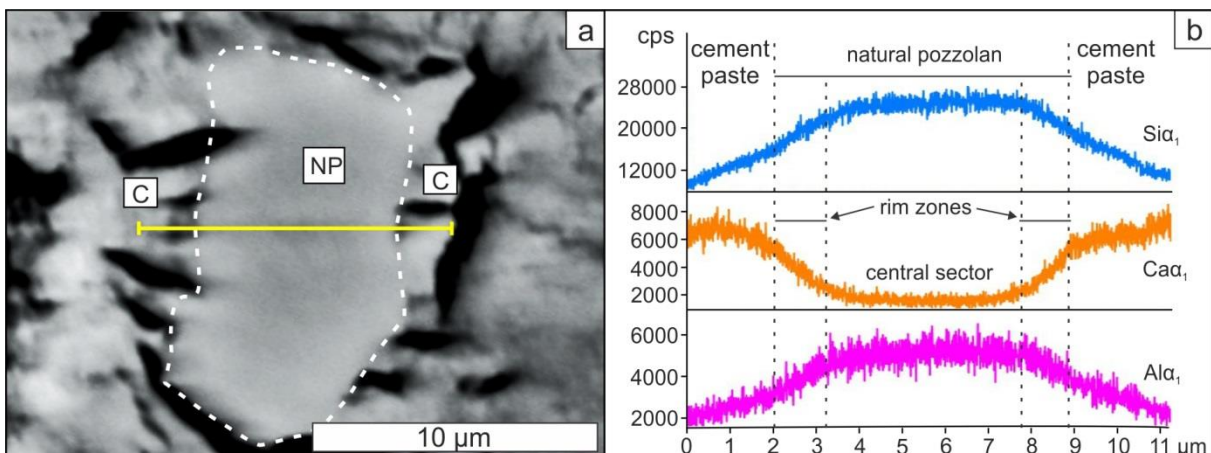 a
NP
C
C
10 µm
b
cps
cement paste
natural pozzolan
cement paste
28000
20000
12000
Siα1
8000
6000
4000
2000
rim zones
central sector
Caα1
6000
4000
2000
Alα1
0 1 2 3 4 5 6 7 8 9 10 11 µm